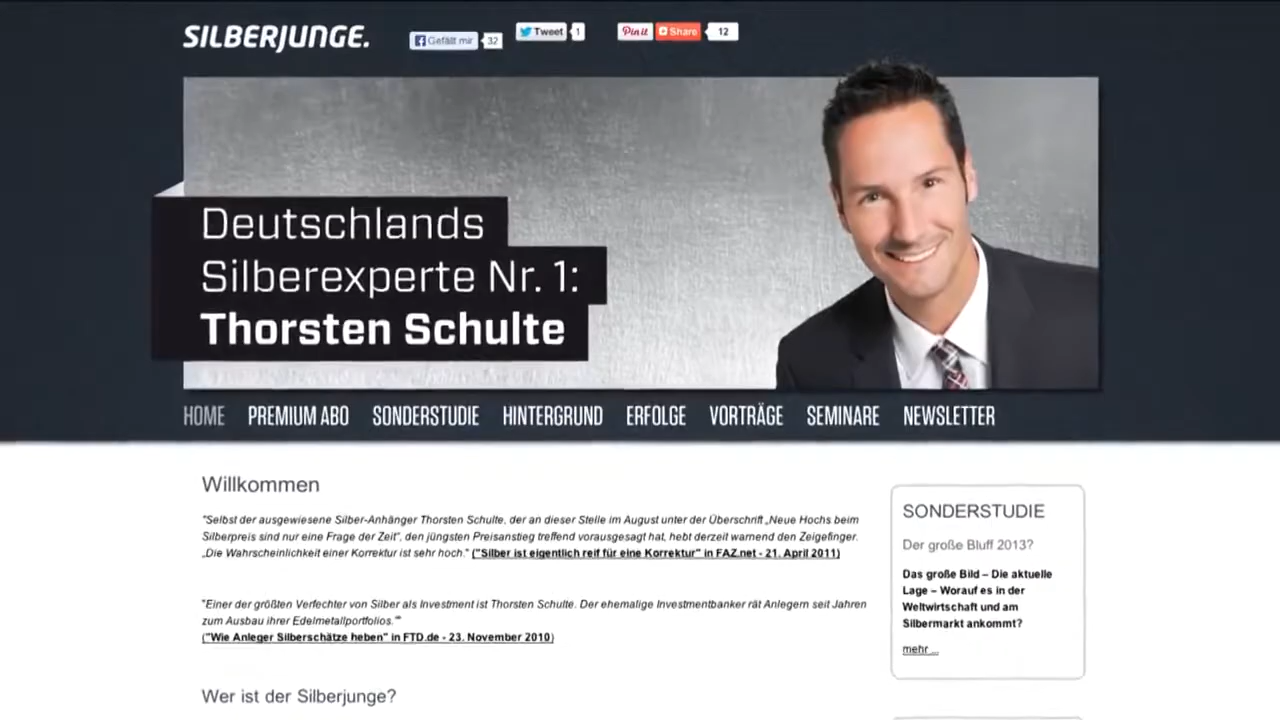 SILBERJUNGE.
Gefällt mir 32
Tweet 1
Pinit Share 12
Deutschlands
Silberexperte Nr. 1:
Thorsten Schulte
HOME PREMIUM ABO SONDERSTUDIE HINTERGRUND ERFOLGE VORTRÄGE SEMINARE NEWSLETTER
Willkommen
"Selbst der ausgewiesene Silber-Anhänger Thorsten Schulte, der an dieser Stelle im August unter der Überschrift „Neue Hochs beim
Silberpreis sind nur eine Frage der Zeit“, den jüngsten Preisanstieg treffend vorausgesagt hat, hebt derzeit warnend den Zeigefinger.
„Die Wahrscheinlichkeit einer Korrektur ist sehr hoch." ("Silber ist eigentlich reif für eine Korrektur" in FAZ.net - 21. April 2011)
"Einer der größten Verfechter von Silber als Investment ist Thorsten Schulte. Der ehemalige Investmentbanker rät Anlegern seit Jahren
zum Ausbau ihrer Edelmetallportfolios.“"
("Wie Anleger Silberschätze heben" in FTD.de - 23. November 2010)
Wer ist der Silberjunge?
SONDERSTUDIE
Der große Bluff 2013?
Das große Bild – Die aktuelle
Lage – Worauf es in der
Weltwirtschaft und am
Silbermarkt ankommt?
mehr ...